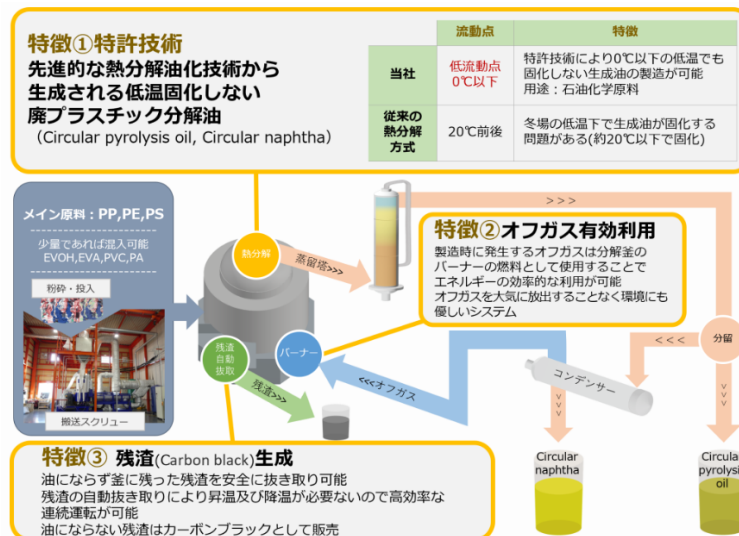 特徴①特許技術
先進的な熱分解油化技術から
生成される低温固化しない
廃プラスチック分解油
（Circular pyrolysis oil, Circular naphtha）
流動点
特徴
当社
低流動点
0℃以下
特許技術により0℃以下の低温でも
固化しない生成油の製造が可能
用途：石油化学原料
従来の
熱分解
方式
20℃前後
冬場の低温下で生成油が固化する
問題がある(約20℃以下で固化)
メイン原料：PP,PE,PS
少量であれば混入可能
EVOH,EVA,PVC,PA
粉砕・投入
搬送スクリュー
熱分解
蒸留塔>>>
>>>
特徴②オフガス有効利用
製造時に発生するオフガスは分解釜の
バーナーの燃料として使用することで
エネルギーの効率的な利用が可能
オフガスを大気に放出することなく環境にも
優しいシステム
残渣
自動
抜取
バーナー
残渣>>>
<<<オフガス
コンデンサー
<<<
分留
>>>
>>>
特徴③ 残渣(Carbon black)生成
油にならず釜に残った残渣を安全に抜き取り可能
残渣の自動抜き取りにより昇温及び降温が必要ないので高効率な
連続運転が可能
油にならない残渣はカーボンブラックとして販売
Circular
naphtha
Circular
pyrolysis
oil